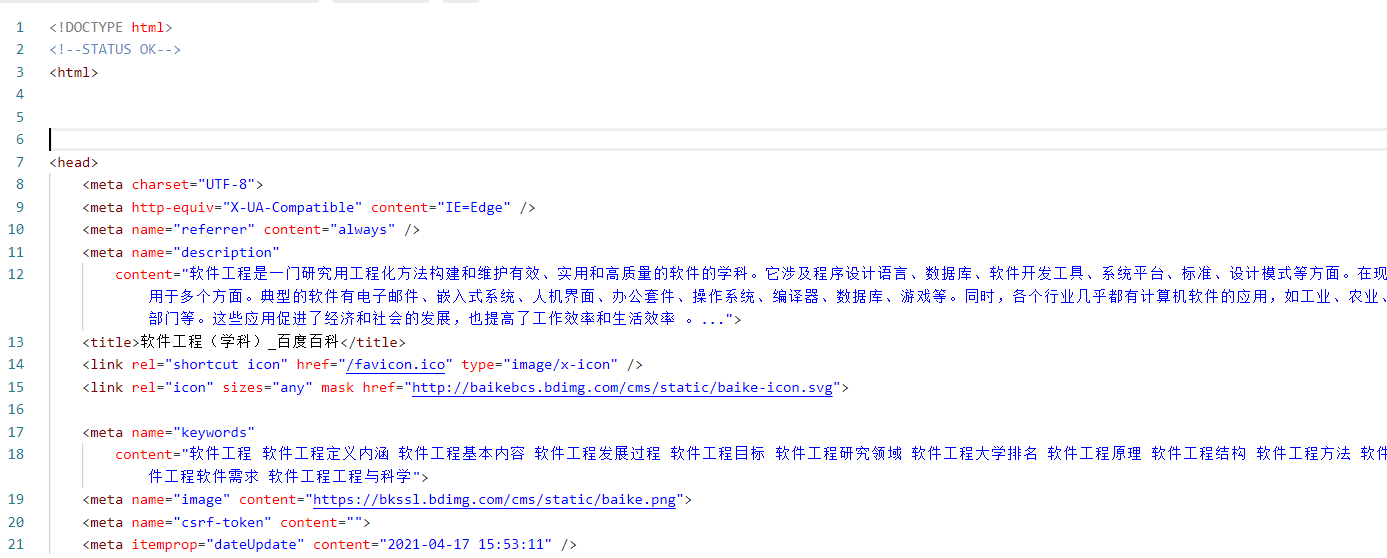 1 <!DOCTYPE html>
2 <!--STATUS OK-->
3 <html>
4
5
6
7 <head>
8 <meta charset="UTF-8">
9 <meta http-equiv="X-UA-Compatible" content="IE=Edge" />
10 <meta name="referrer" content="always" />
11 <meta name="description"
12 content="软件工程是一门研究用工程化方法构建和维护有效、实用和高质量的软件的学科。它涉及程序设计语言、数据库、软件开发工具、系统平台、标准、设计模式等方面。在现
用于多个方面。典型的软件有电子邮件、嵌入式系统、人机界面、办公套件、操作系统、编译器、数据库、游戏等。同时，各个行业几乎都有计算机软件的应用，如工业、农业、
部门等。这些应用促进了经济和社会的发展，也提高了工作效率和生活效率 。...">
13 <title>软件工程（学科）_百度百科</title>
14 <link rel="shortcut icon" href="/favicon.ico" type="image/x-icon" />
15 <link rel="icon" sizes="any" mask href="http://baikebcs.bdimg.com/cms/static/baike-icon.svg">
16
17 <meta name="keywords"
18 content="软件工程 软件工程定义内涵 软件工程基本内容 软件工程发展过程 软件工程目标 软件工程研究领域 软件工程大学排名 软件工程原理 软件工程结构 软件工程方法 软
件工程软件需求 软件工程工程与科学">
19 <meta name="image" content="https://bkssl.bdimg.com/cms/static/baike.png">
20 <meta name="csrf-token" content="">
21 <meta itemprop="dateUpdate" content="2021-04-17 15:53:11" />